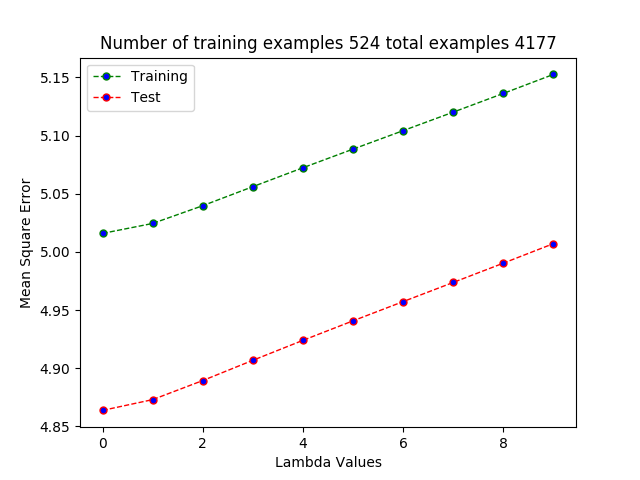 Number of training examples 524 total examples 4177
Training
Test
5.15
5.10
5.05
5.00
4.95
4.90
4.85
Mean Square Error
0 2 4 6 8
Lambda Values